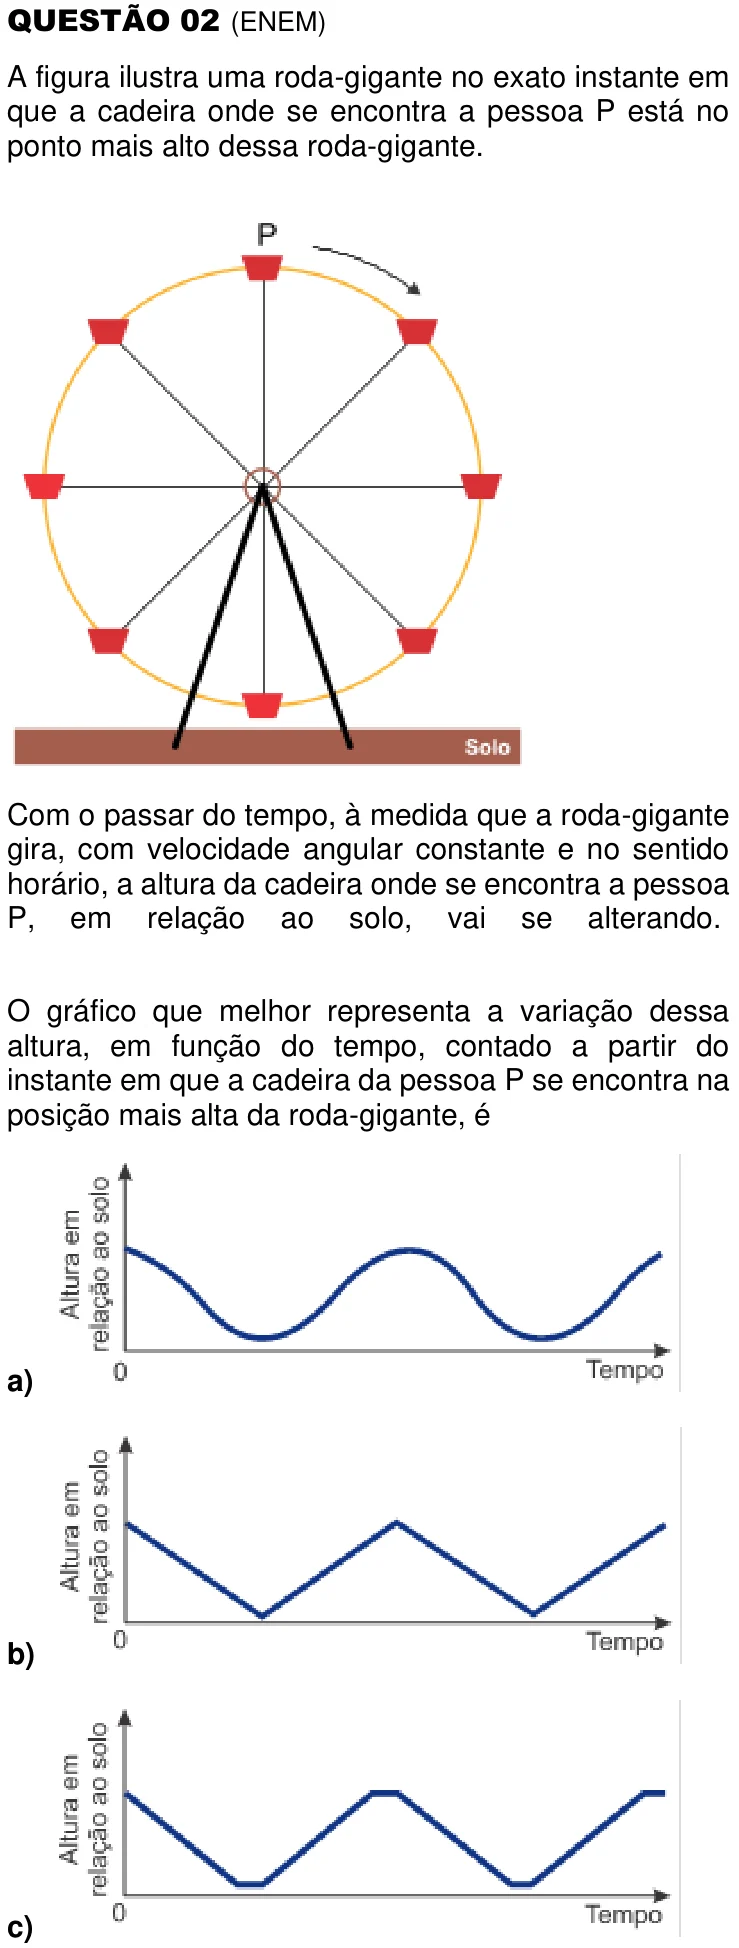 QUESTÃO 02 (ENEM)
A figura ilustra uma roda-gigante no exato instante em
que a cadeira onde se encontra a pessoa P está no
ponto mais alto dessa roda-gigante.
P
Solo
Com o passar do tempo, à medida que a roda-gigante
gira, com velocidade angular constante e no sentido
horário, a altura da cadeira onde se encontra a pessoa
P, em relação ao solo, vai se alterando.
O gráfico que melhor representa a variação dessa
altura, em função do tempo, contado a partir do
instante em que a cadeira da pessoa P se encontra na
posição mais alta da roda-gigante, é
Altura em
relação ao solo
0
Tempo
a)
Altura em
relação ao solo
0
Tempo
b)
Altura em
relação ao solo
0
Tempo
c)